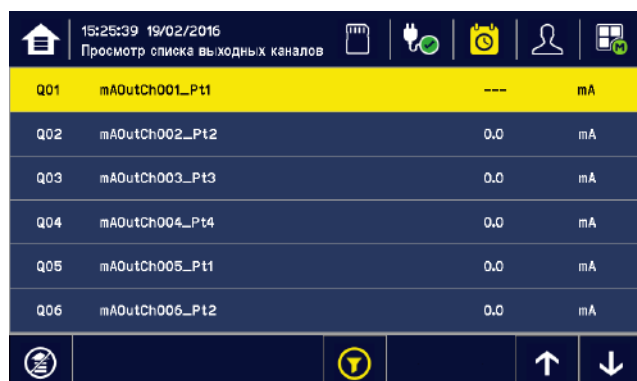 15:25:39 19/02/2016
Просмотр списка выходных каналов
M
Q01 mAOutCh001_Pt1 --- mA
Q02 mAOutCh002_Pt2 0.0 mA
Q03 mAOutCh003_Pt3 0.0 mA
Q04 mAOutCh004_Pt4 0.0 mA
Q05 mAOutCh005_Pt1 0.0 mA
Q06 mAOutCh006_Pt2 0.0 mA